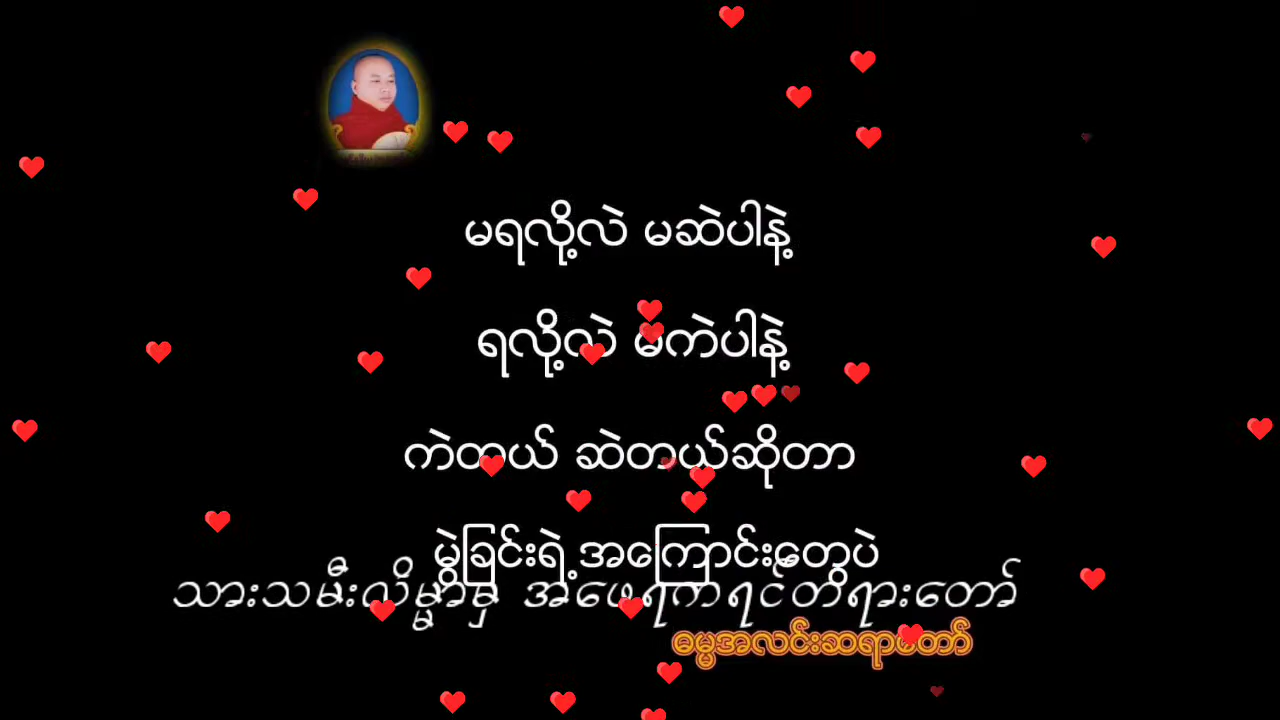 မရလို့လဲ မဆဲပါနဲ့
ရလို့လဲ မကဲပါနဲ့
ကဲတယ် ဆဲတယ်ဆိုတာ
မွဲခြင်းရဲ့အကြောင်းတွေပဲ
သားသမီးလိမ္မာမှ အဖေရကရင်တရားတော်
ဓမ္မအလင်းဆရာတော်